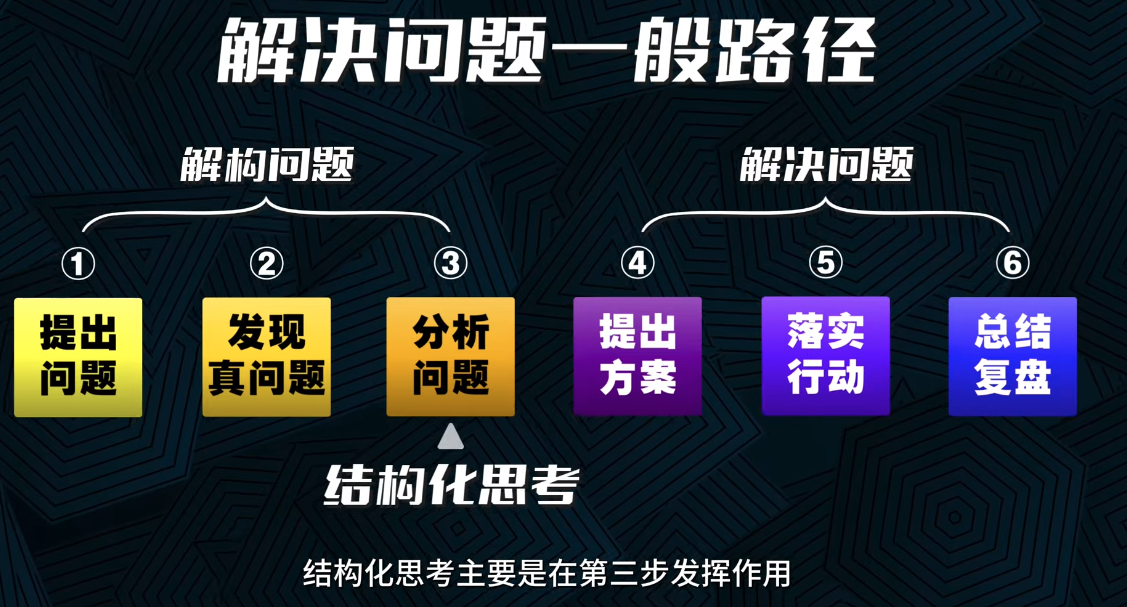 解决问题一般路径
解构问题
解决问题
①
②
③
④
⑤
⑥
提出
问题
发现
真问题
分析
问题
提出
方案
落实
行动
总结
复盘
结构化思考
结构化思考主要是在第三步发挥作用